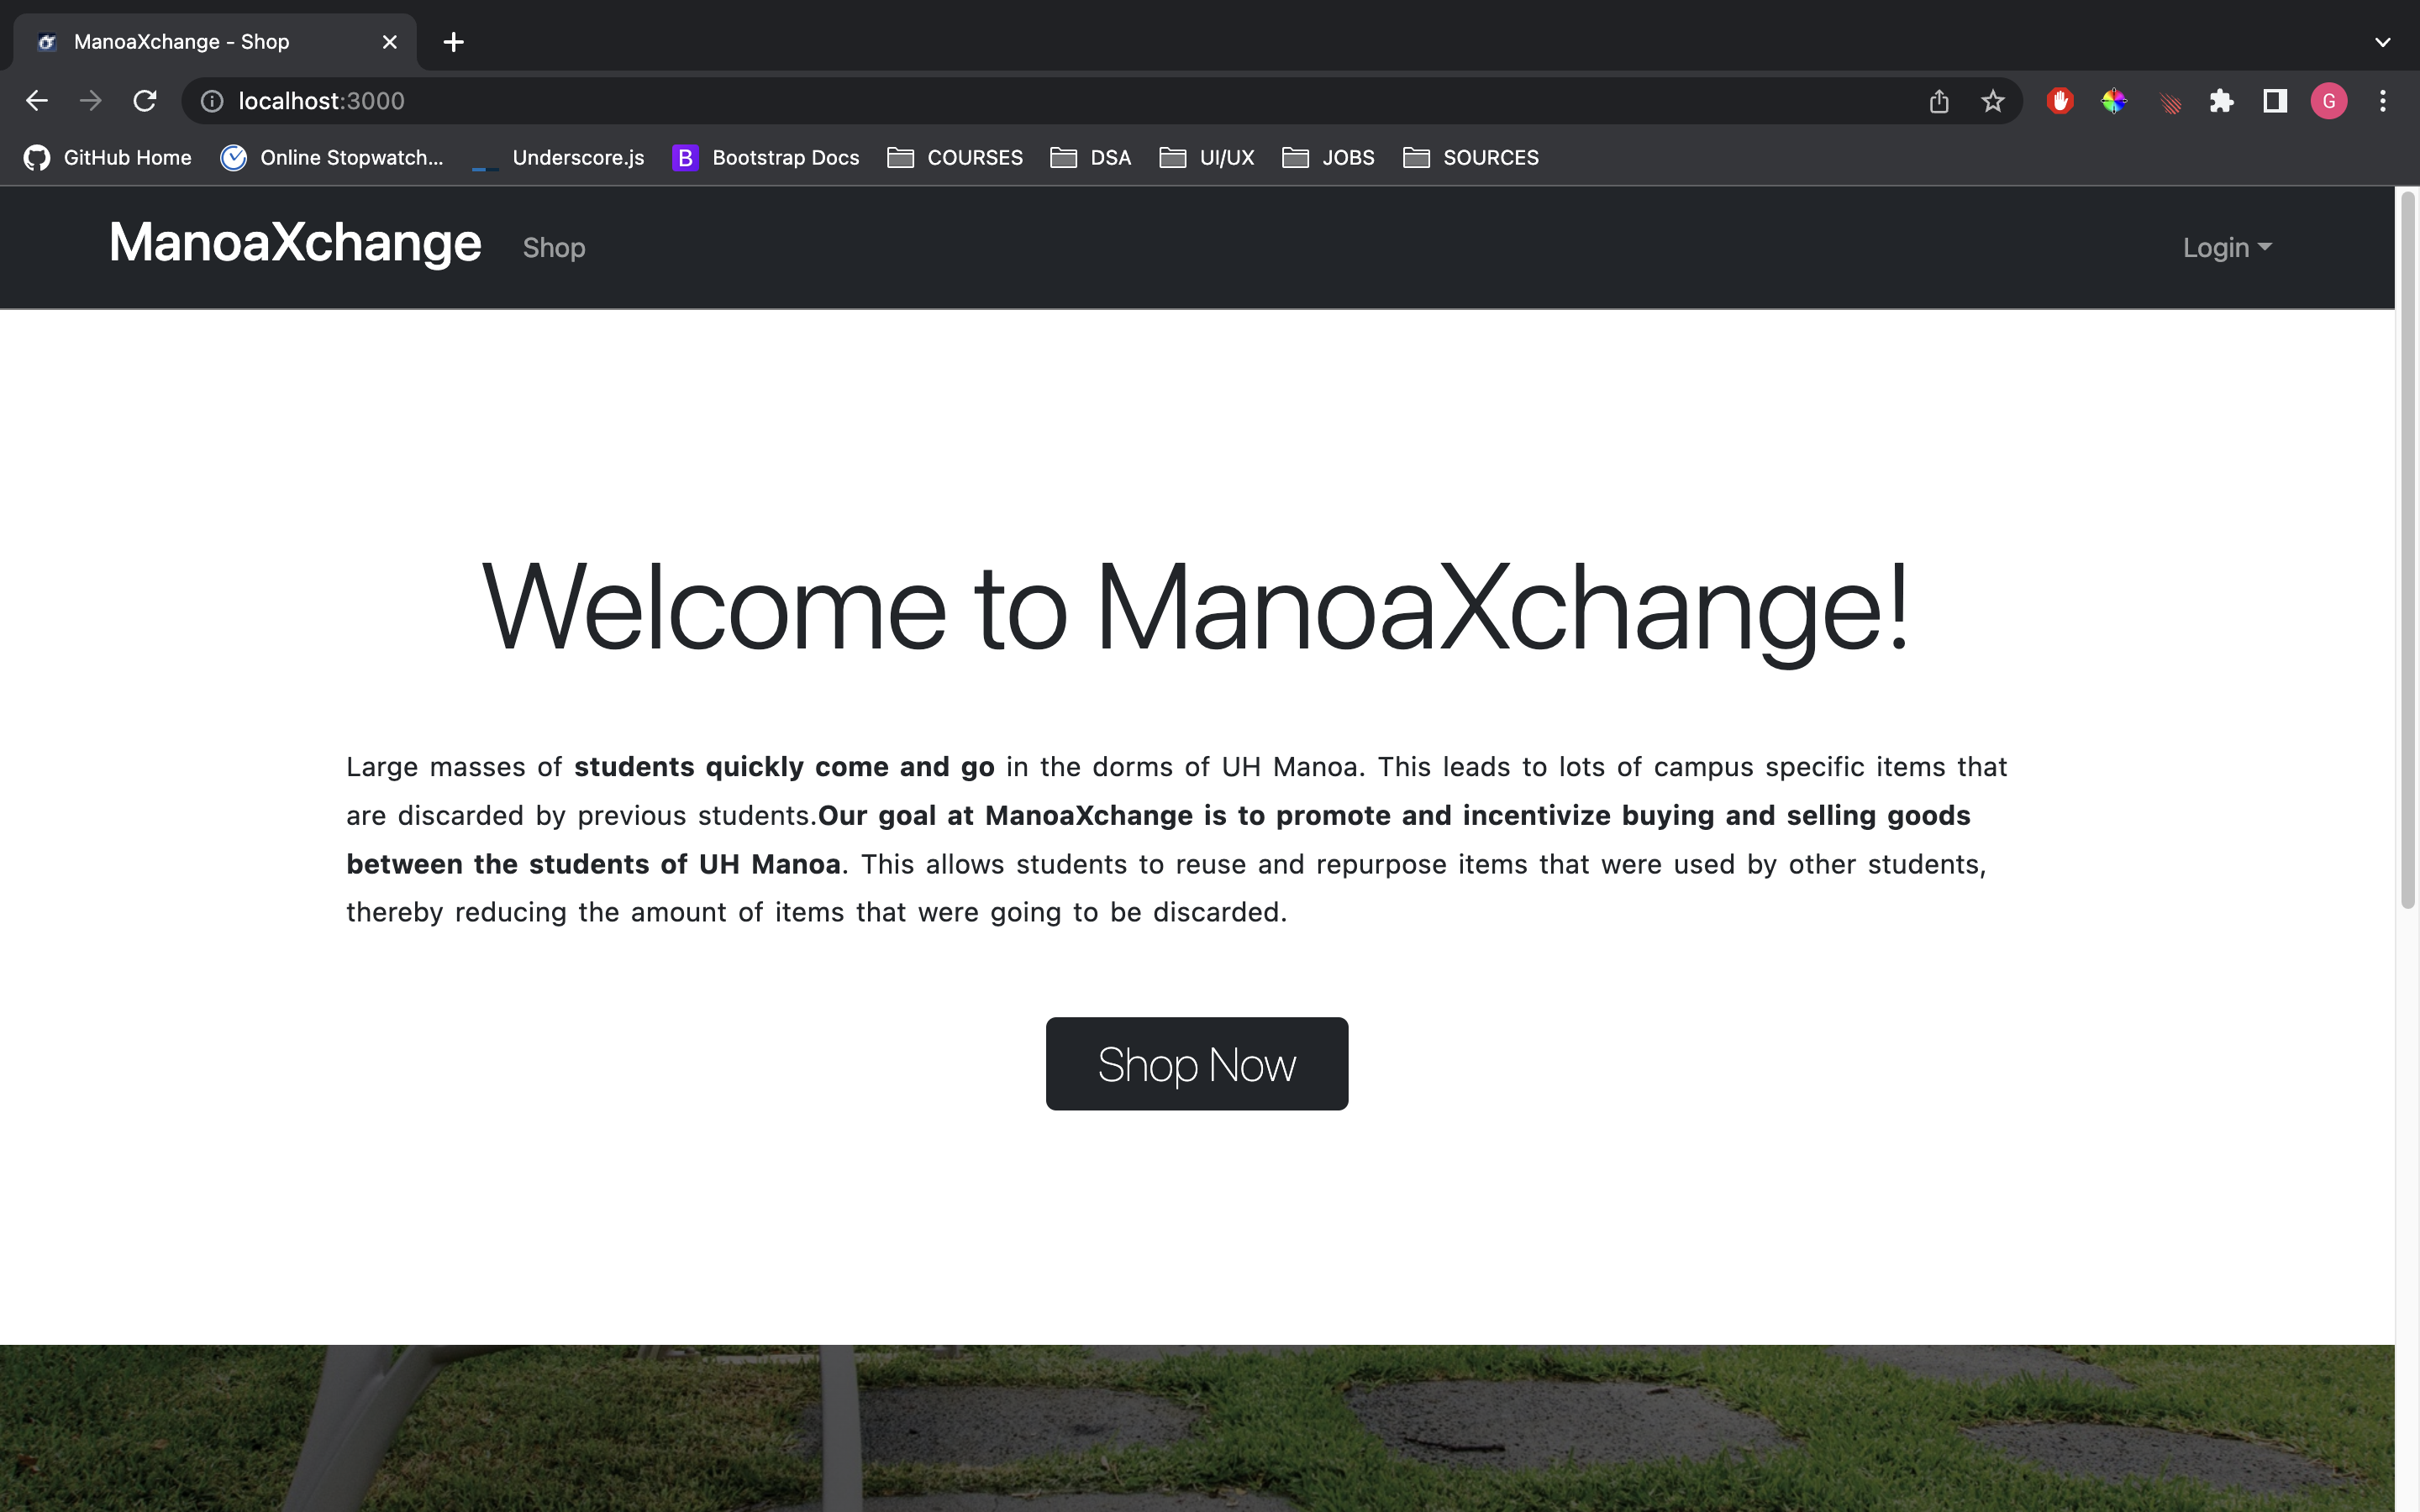 ManoaXchange - Shop
localhost:3000
G
GitHub Home Online Stopwatch... Underscore.js B Bootstrap Docs COURSES DSA UI/UX JOBS SOURCES
ManoaXchange Shop Login
Welcome to ManoaXchange!
Large masses of students quickly come and go in the dorms of UH Manoa. This leads to lots of campus specific items that
are discarded by previous students.Our goal at ManoaXchange is to promote and incentivize buying and selling goods
between the students of UH Manoa. This allows students to reuse and repurpose items that were used by other students,
thereby reducing the amount of items that were going to be discarded.
Shop Now